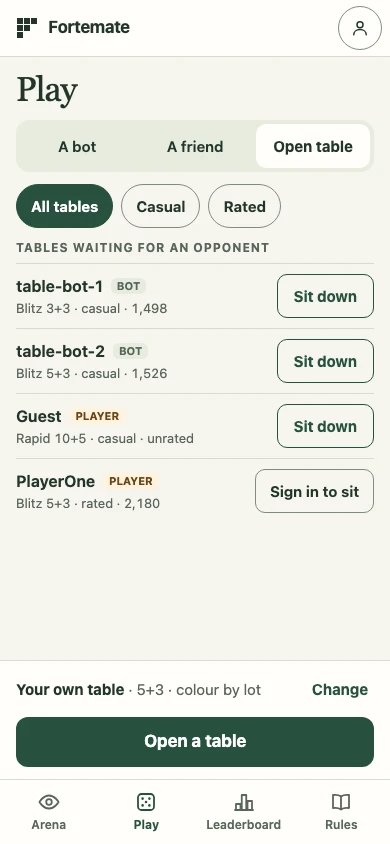 Fortemate
Play
A bot
A friend
Open table
All tables
Casual
Rated
TABLES WAITING FOR AN OPPONENT
table-bot-1 BOT
Blitz 3+3 · casual · 1,498
Sit down
table-bot-2 BOT
Blitz 5+3 · casual · 1,526
Sit down
Guest PLAYER
Rapid 10+5 · casual · unrated
Sit down
PlayerOne PLAYER
Blitz 5+3 · rated · 2,180
Sign in to sit
Your own table · 5+3 · colour by lot
Change
Open a table
Arena
Play
Leaderboard
Rules